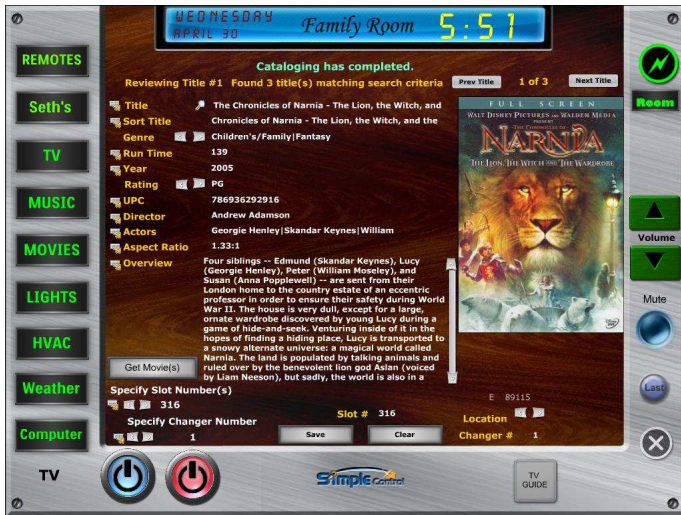 WEDNESDAY
APRIL 30
Family Room
5:51
REMOTES
Seth's
TV
MUSIC
MOVIES
LIGHTS
HVAC
Weather
Computer
TV
Cataloging has completed.
Reviewing Title #1 Found 3 title(s) matching search criteria
Prev Title
1 of 3
Next Title
Title The Chronicles of Narnia - The Lion, the Witch, and
Sort Title Chronicles of Narnia - The Lion, the Witch, and the
Genre Children's/Family|Fantasy
Run Time 139
Year 2005
Rating PG
UPC 786936292916
Director Andrew Adamson
Actors Georgie Henley|Skandar Keynes|William
Aspect Ratio 1.33:1
Overview Four siblings -- Edmund (Skandar Keynes), Lucy
(Georgie Henley), Peter (William Moseley), and
Susan (Anna Popplewell) -- are sent from their
London home to the country estate of an eccentric
professor in order to ensure their safety during World
War II. The house is very dull, except for a large,
ornate wardrobe discovered by young Lucy during a
game of hide-and-seek. Venturing inside of it in the
hopes of finding a hiding place, Lucy is transported to
a snowy alternate universe: a magical world called
Narnia. The land is populated by talking animals and
ruled over by the benevolent lion god Aslan (voiced
by Liam Neeson), but sadly, the world is also in a
Get Movie(s)
FULL SCREEN
WALT DISNEY PICTURES AND WALDEN MEDIA
PRESENT
THE CHRONICLES OF
NARNIA
THE LION, THE WITCH AND THE WARDROBE
Specify Slot Number(s)
316
Specify Changer Number
1
Slot # 316
Save
Clear
E 89115
Location
Changer # 1
Simple Control
TV
GUIDE
Room
Volume
Mute
Last